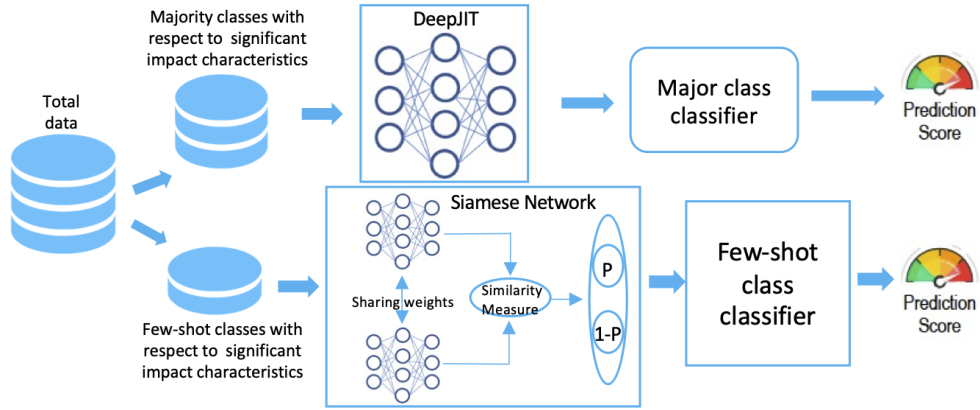 Majority classes with
respect to significant
impact characteristics
DeepJIT
Total
data
Major class
classifier
Prediction
Score
Siamese Network
Sharing weights
Similarity
Measure
P
1-P
Few-shot
class
classifier
Prediction
Score
Few-shot classes with
respect to significant
impact characteristics